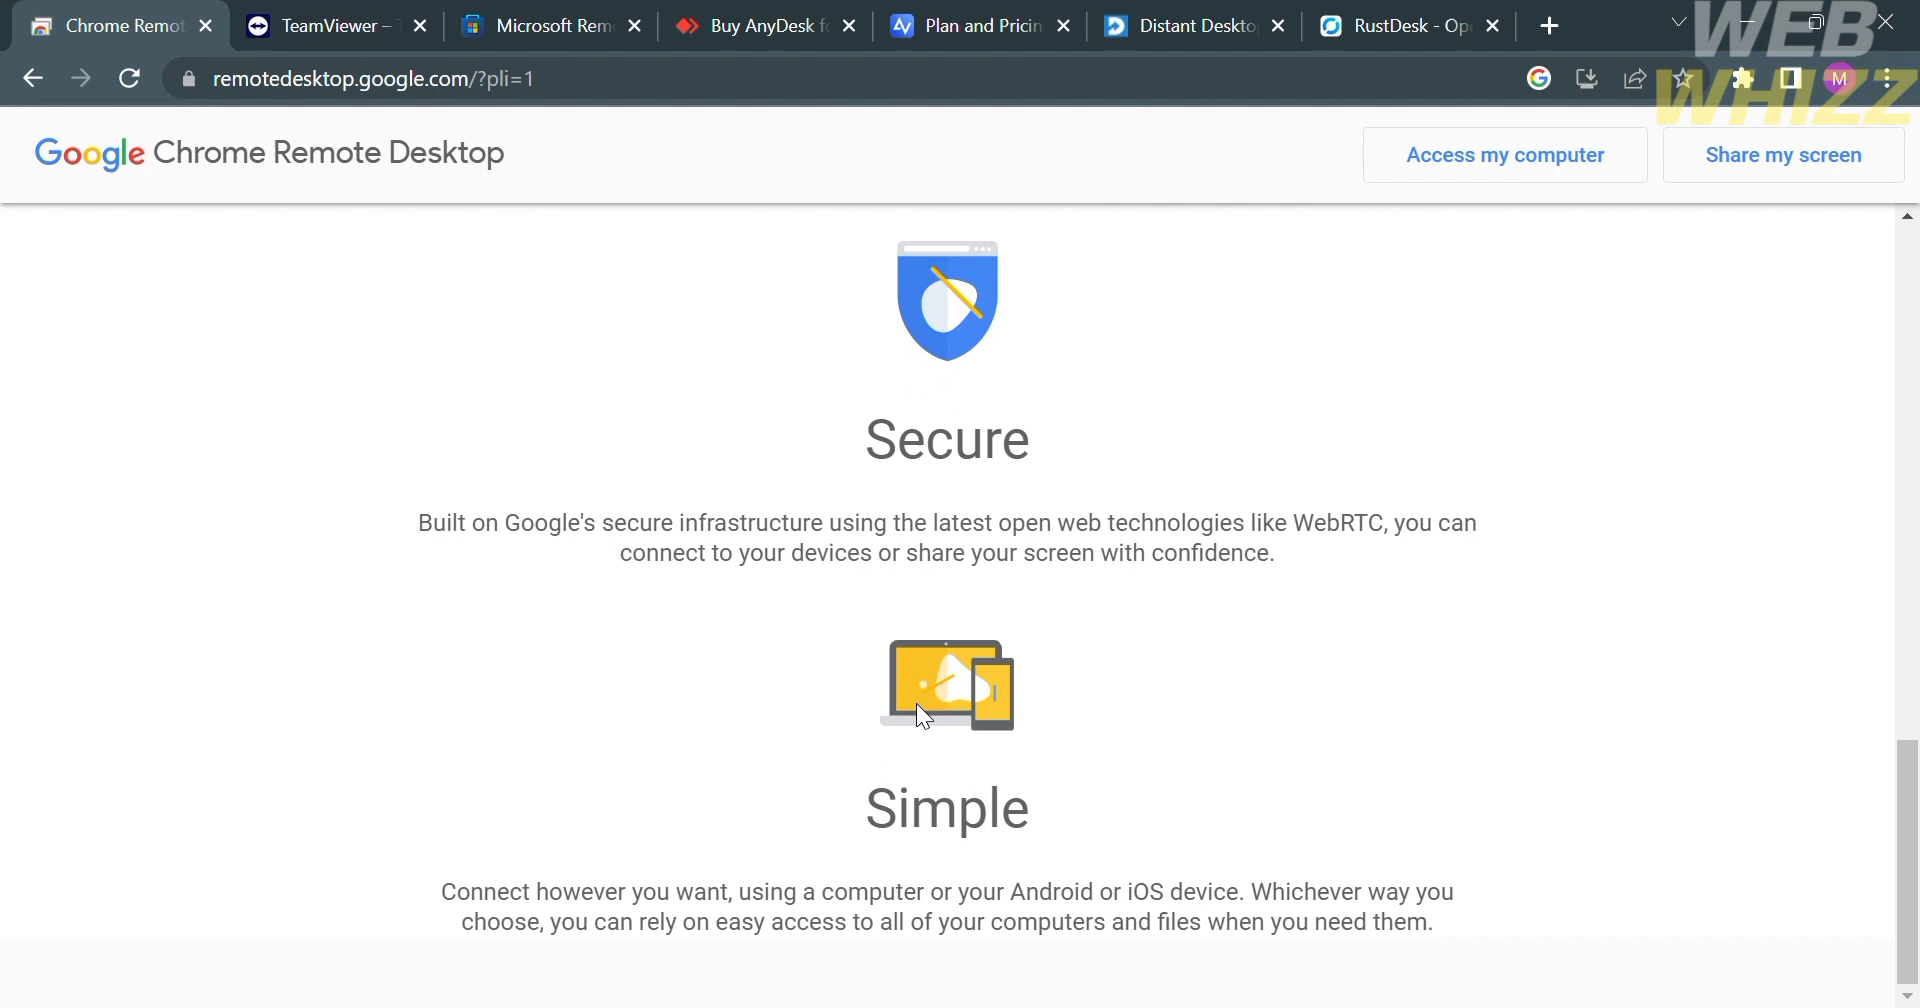 Chrome Remot
TeamViewer –
Microsoft Rem
Buy AnyDesk f
Plan and Pricin
Distant Deskto
RustDesk - Ope
WEB
WHIZZ
remotedesktop.google.com/?pli=1
M
Google Chrome Remote Desktop
Access my computer
Share my screen
Secure
Built on Google's secure infrastructure using the latest open web technologies like WebRTC, you can
connect to your devices or share your screen with confidence.
Simple
Connect however you want, using a computer or your Android or iOS device. Whichever way you
choose, you can rely on easy access to all of your computers and files when you need them.